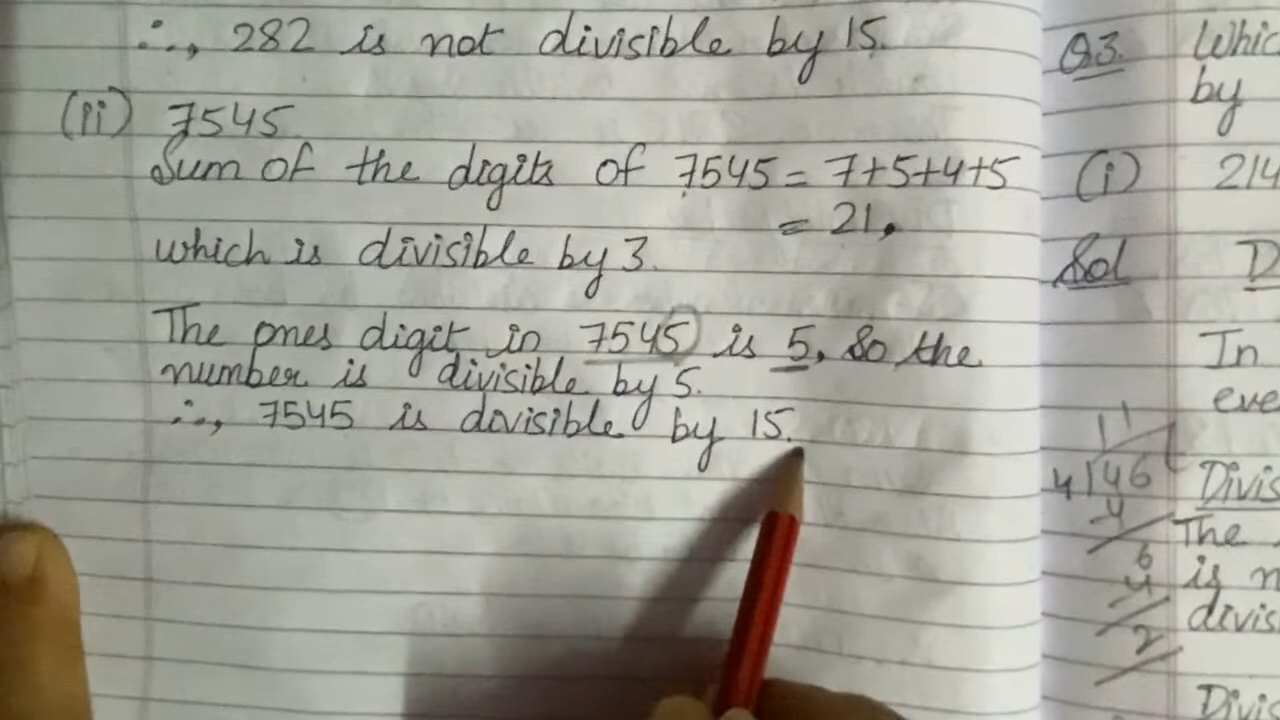 ∴, 282 is not divisible by 15.
(ii) 7545
Sum of the digits of 7545 = 7+5+4+5
= 21,
which is divisible by 3.
The ones digit in 7545 is 5, So the
number is divisible by 5.
∴, 7545 is divisible by 15.
Q3. Whic
by
(i) 214
Sol D
In
eve
11
4 146 Divis
4 The
6 is n
4 divis
2
Divis